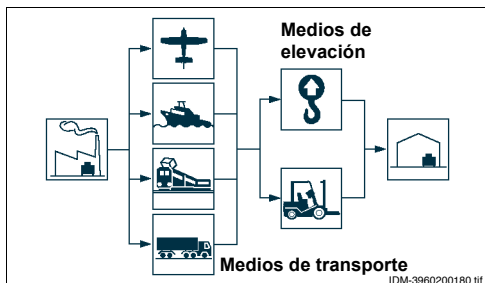 Medios de
elevación
Medios de transporte
IDM-3960200180.tif